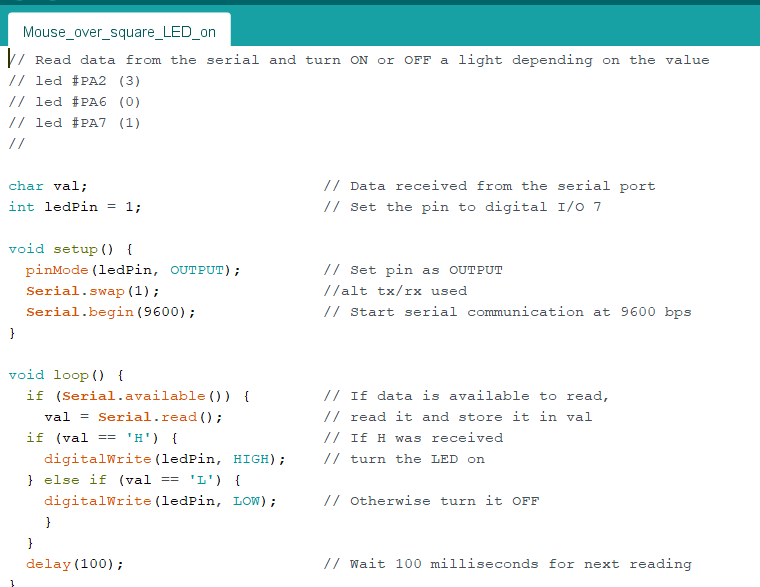 Mouse_over_square_LED_on
// Read data from the serial and turn ON or OFF a light depending on the value
// led #PA2 (3)
// led #PA6 (0)
// led #PA7 (1)
//
char val;                          // Data received from the serial port
int ledPin = 1;                    // Set the pin to digital I/O 7
void setup() {
  pinMode(ledPin, OUTPUT);         // Set pin as OUTPUT
  Serial.swap(1);                  //alt tx/rx used
  Serial.begin(9600);              // Start serial communication at 9600 bps
}
void loop() {
  if (Serial.available()) {        // If data is available to read,
    val = Serial.read();           // read it and store it in val
  if (val == 'H') {                // If H was received
    digitalWrite(ledPin, HIGH);    // turn the LED on
  } else if (val == 'L') {
    digitalWrite(ledPin, LOW);     // Otherwise turn it OFF
    }
  }
  delay(100);                      // Wait 100 milliseconds for next reading
}